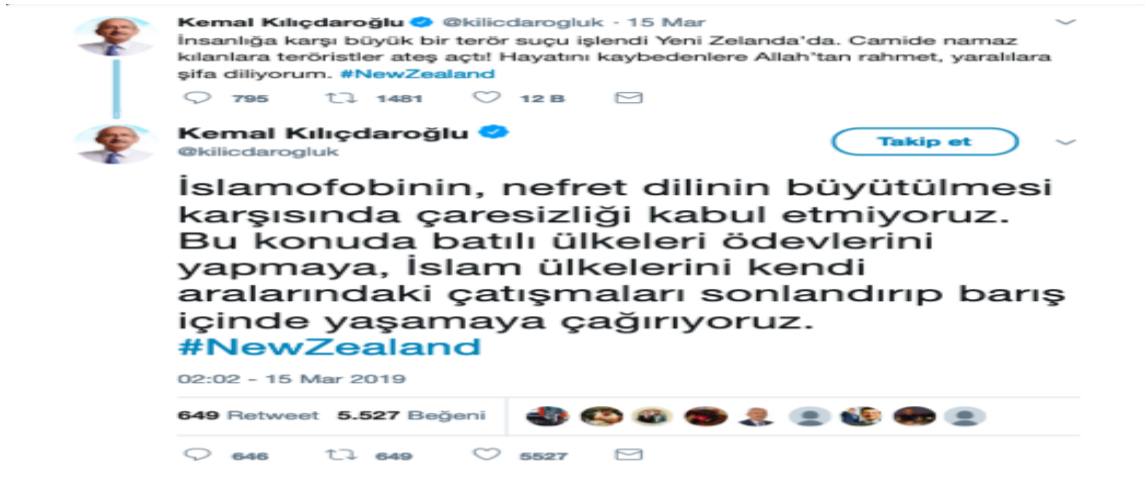 Kemal Kılıçdaroğlu @kilicdarogluk · 15 Mar
İnsanlığa karşı büyük bir terör suçu işlendi Yeni Zelanda'da. Camide namaz
kılanlara teröristler ateş açtı! Hayatını kaybedenlere Allah'tan rahmet, yaralılara
şifa diliyorum. #NewZealand
795 1481 12 B
Kemal Kılıçdaroğlu
@kilicdarogluk
Takip et
İslamofobinin, nefret dilinin büyütülmesi
karşısında çaresizliği kabul etmiyoruz.
Bu konuda batılı ülkeleri ödevlerini
yapmaya, İslam ülkelerini kendi
aralarındaki çatışmaları sonlandırıp barış
içinde yaşamaya çağırıyoruz.
#NewZealand
02:02 - 15 Mar 2019
649 Retweet 5.527 Beğeni
646 649 5527